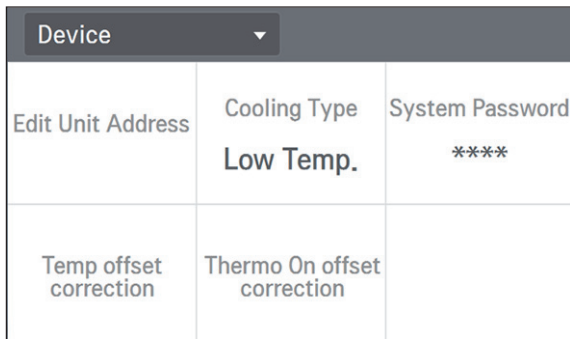 Device
Edit Unit Address
Cooling Type
Low Temp.
System Password
****
Temp offset
correction
Thermo On offset
correction